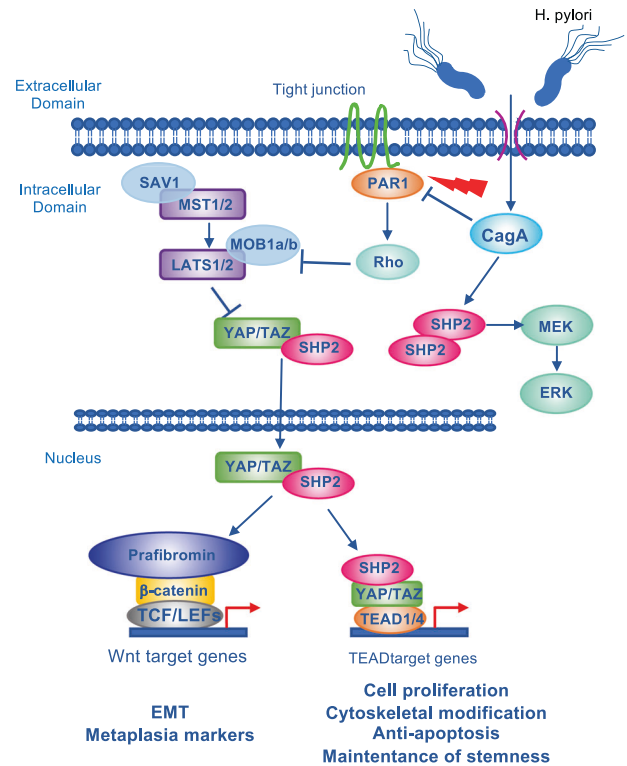 H. pylori
Extracellular
Domain
Tight junction
Intracellular
Domain
SAV1
MST1/2
PAR1
CagA
MOB1a/b
LATS1/2
Rho
YAP/TAZ
SHP2
SHP2
SHP2
MEK
ERK
Nucleus
YAP/TAZ
SHP2
Prafibromin
β-catenin
TCF/LEFs
Wnt target genes
SHP2
YAP/TAZ
TEAD1/4
TEADtarget genes
EMT
Metaplasia markers
Cell proliferation
Cytoskeletal modification
Anti-apoptosis
Maintentance of stemness